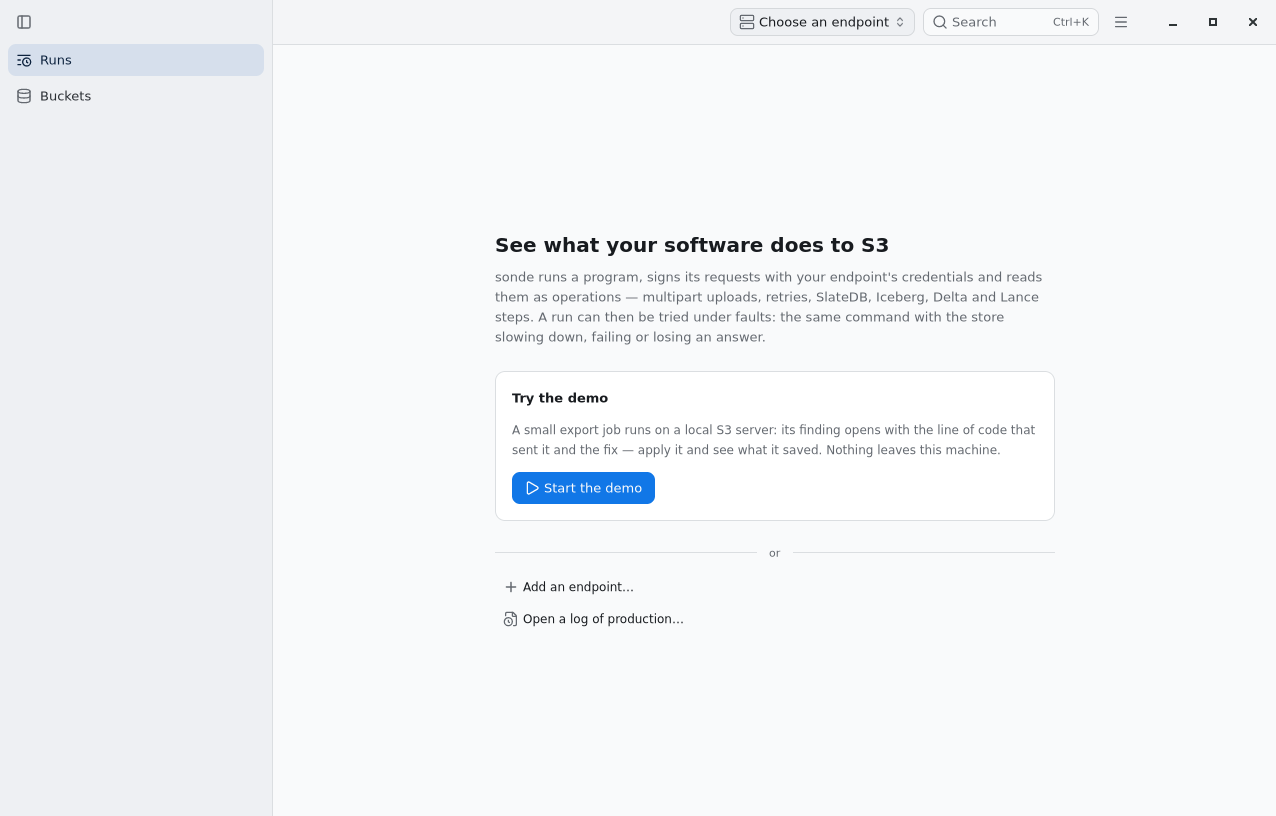 Choose an endpoint
Search
Ctrl+K
Runs
Buckets
See what your software does to S3
sonde runs a program, signs its requests with your endpoint's credentials and reads
them as operations — multipart uploads, retries, SlateDB, Iceberg, Delta and Lance
steps. A run can then be tried under faults: the same command with the store
slowing down, failing or losing an answer.
Try the demo
A small export job runs on a local S3 server: its finding opens with the line of code that
sent it and the fix — apply it and see what it saved. Nothing leaves this machine.
Start the demo
or
Add an endpoint…
Open a log of production…